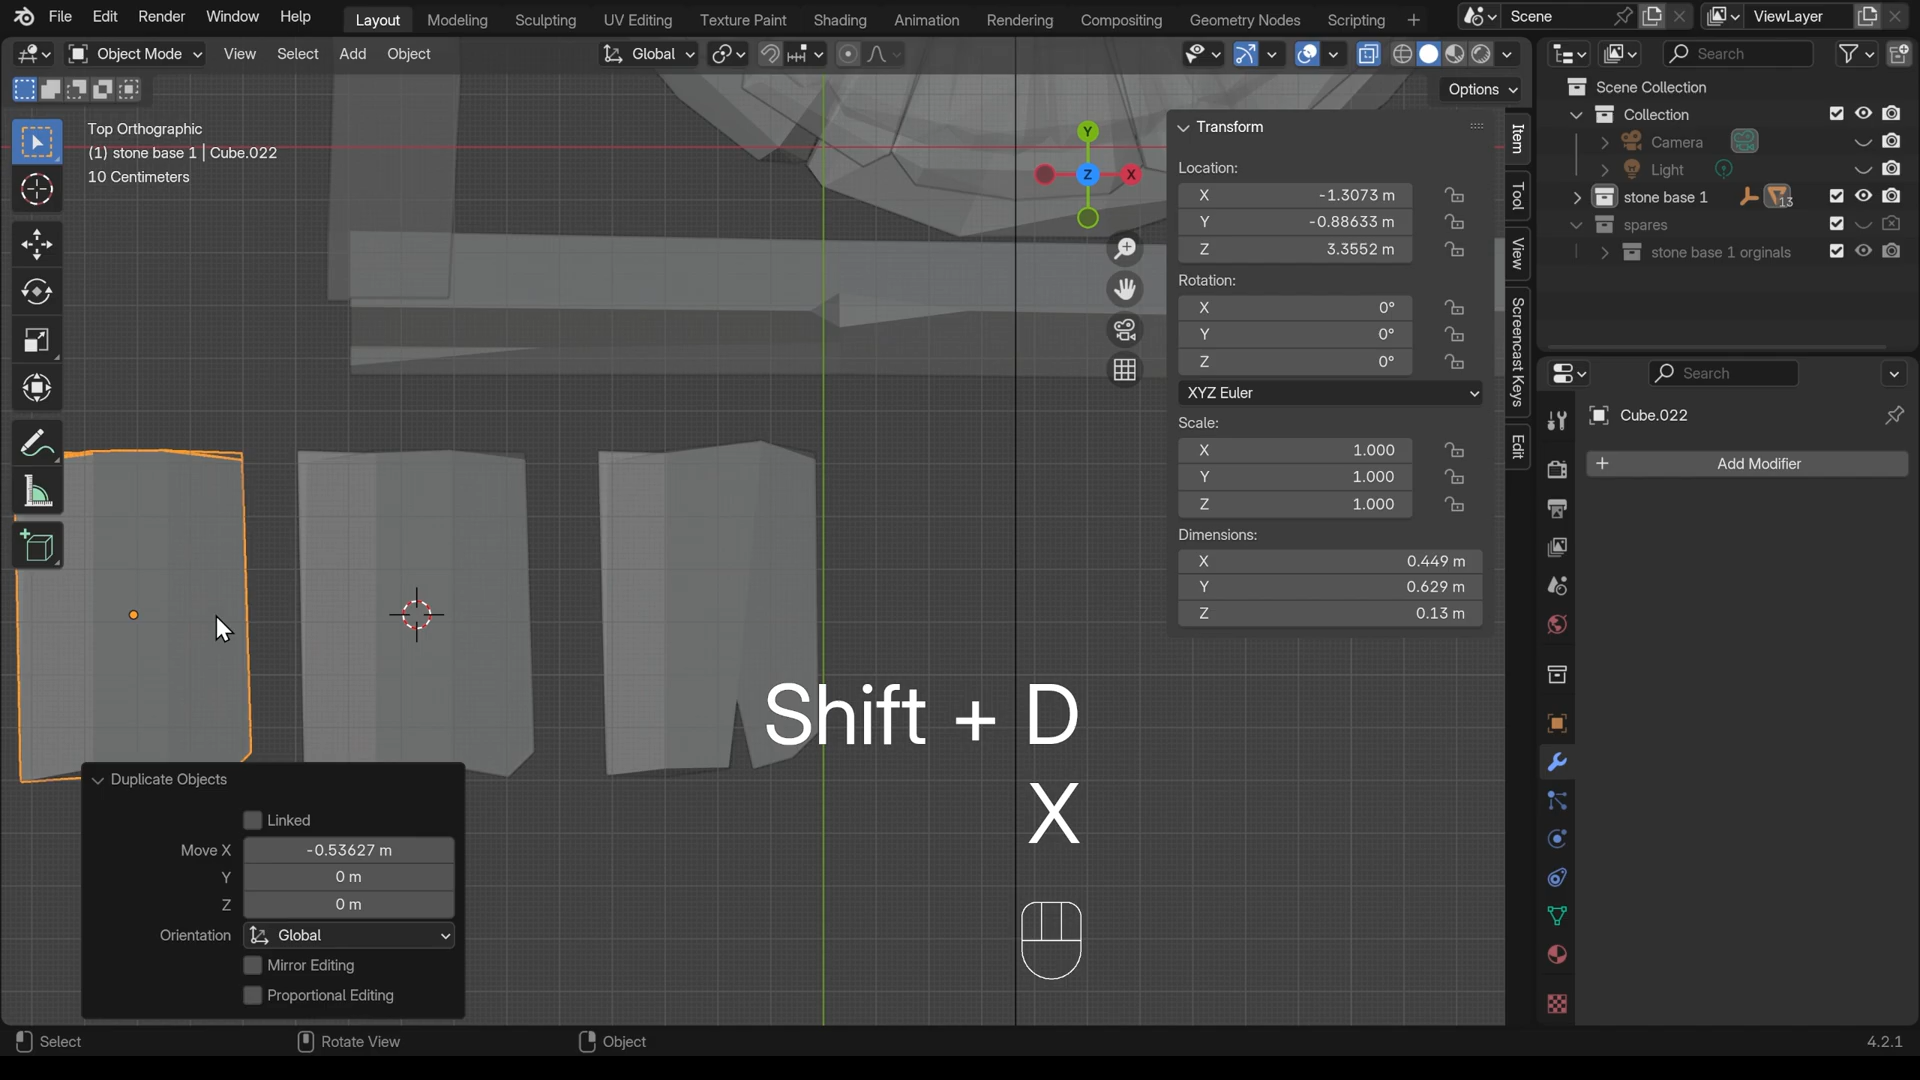 File Edit Render Window Help
Layout Modeling Sculpting UV Editing Texture Paint Shading Animation Rendering Compositing Geometry Nodes Scripting +
Scene
ViewLayer
Object Mode View Select Add Object
Global
Search
Options
Top Orthographic
(1) stone base 1 | Cube.022
10 Centimeters
Y
Z
X
Transform
Location:
X -1.3073 m
Y -0.88633 m
Z 3.3552 m
Rotation:
X 0°
Y 0°
Z 0°
XYZ Euler
Scale:
X 1.000
Y 1.000
Z 1.000
Dimensions:
X 0.449 m
Y 0.629 m
Z 0.13 m
Item
Tool
View
Screencast Keys
Edit
Scene Collection
Collection
Camera
Light
stone base 1 13
spares
stone base 1 orginals
Search
Cube.022
+ Add Modifier
Shift + D
X
Duplicate Objects
Linked
Move X -0.53627 m
Y 0 m
Z 0 m
Orientation Global
Mirror Editing
Proportional Editing
Select
Rotate View
Object
4.2.1